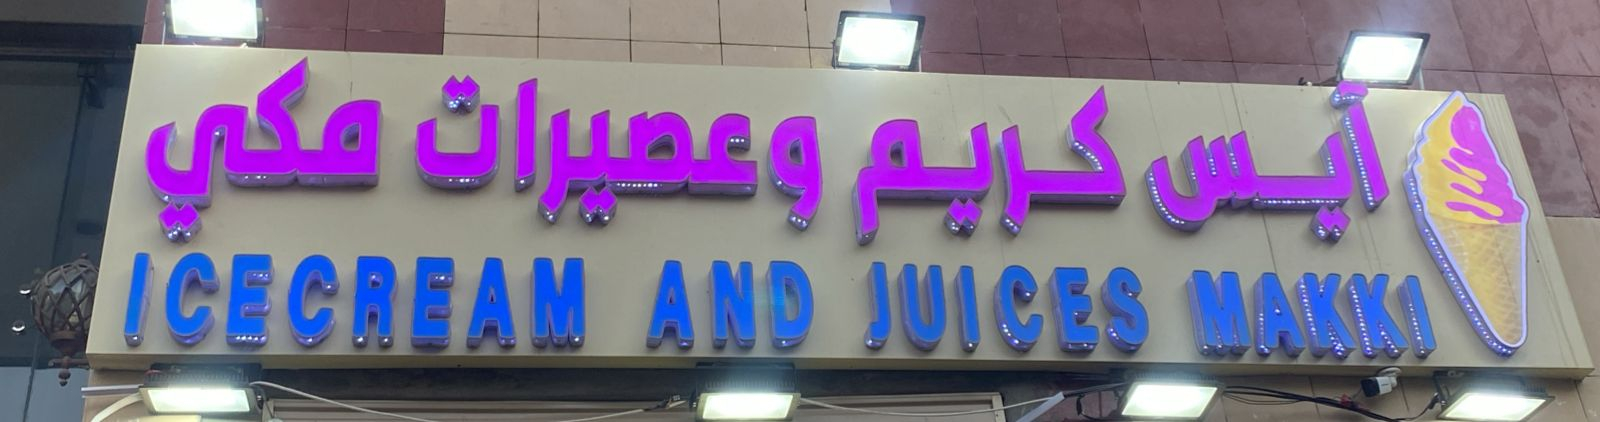 آيس كريم وعصيرات مكي
ICECREAM AND JUICES MAKKI